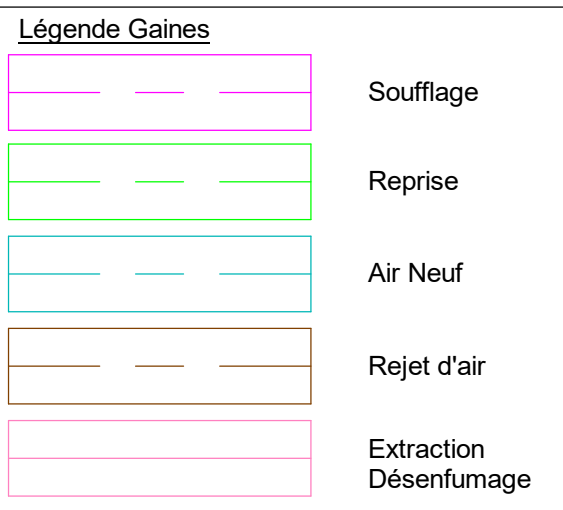 Légende Gaines
Soufflage
Reprise
Air Neuf
Rejet d'air
Extraction
Désenfumage